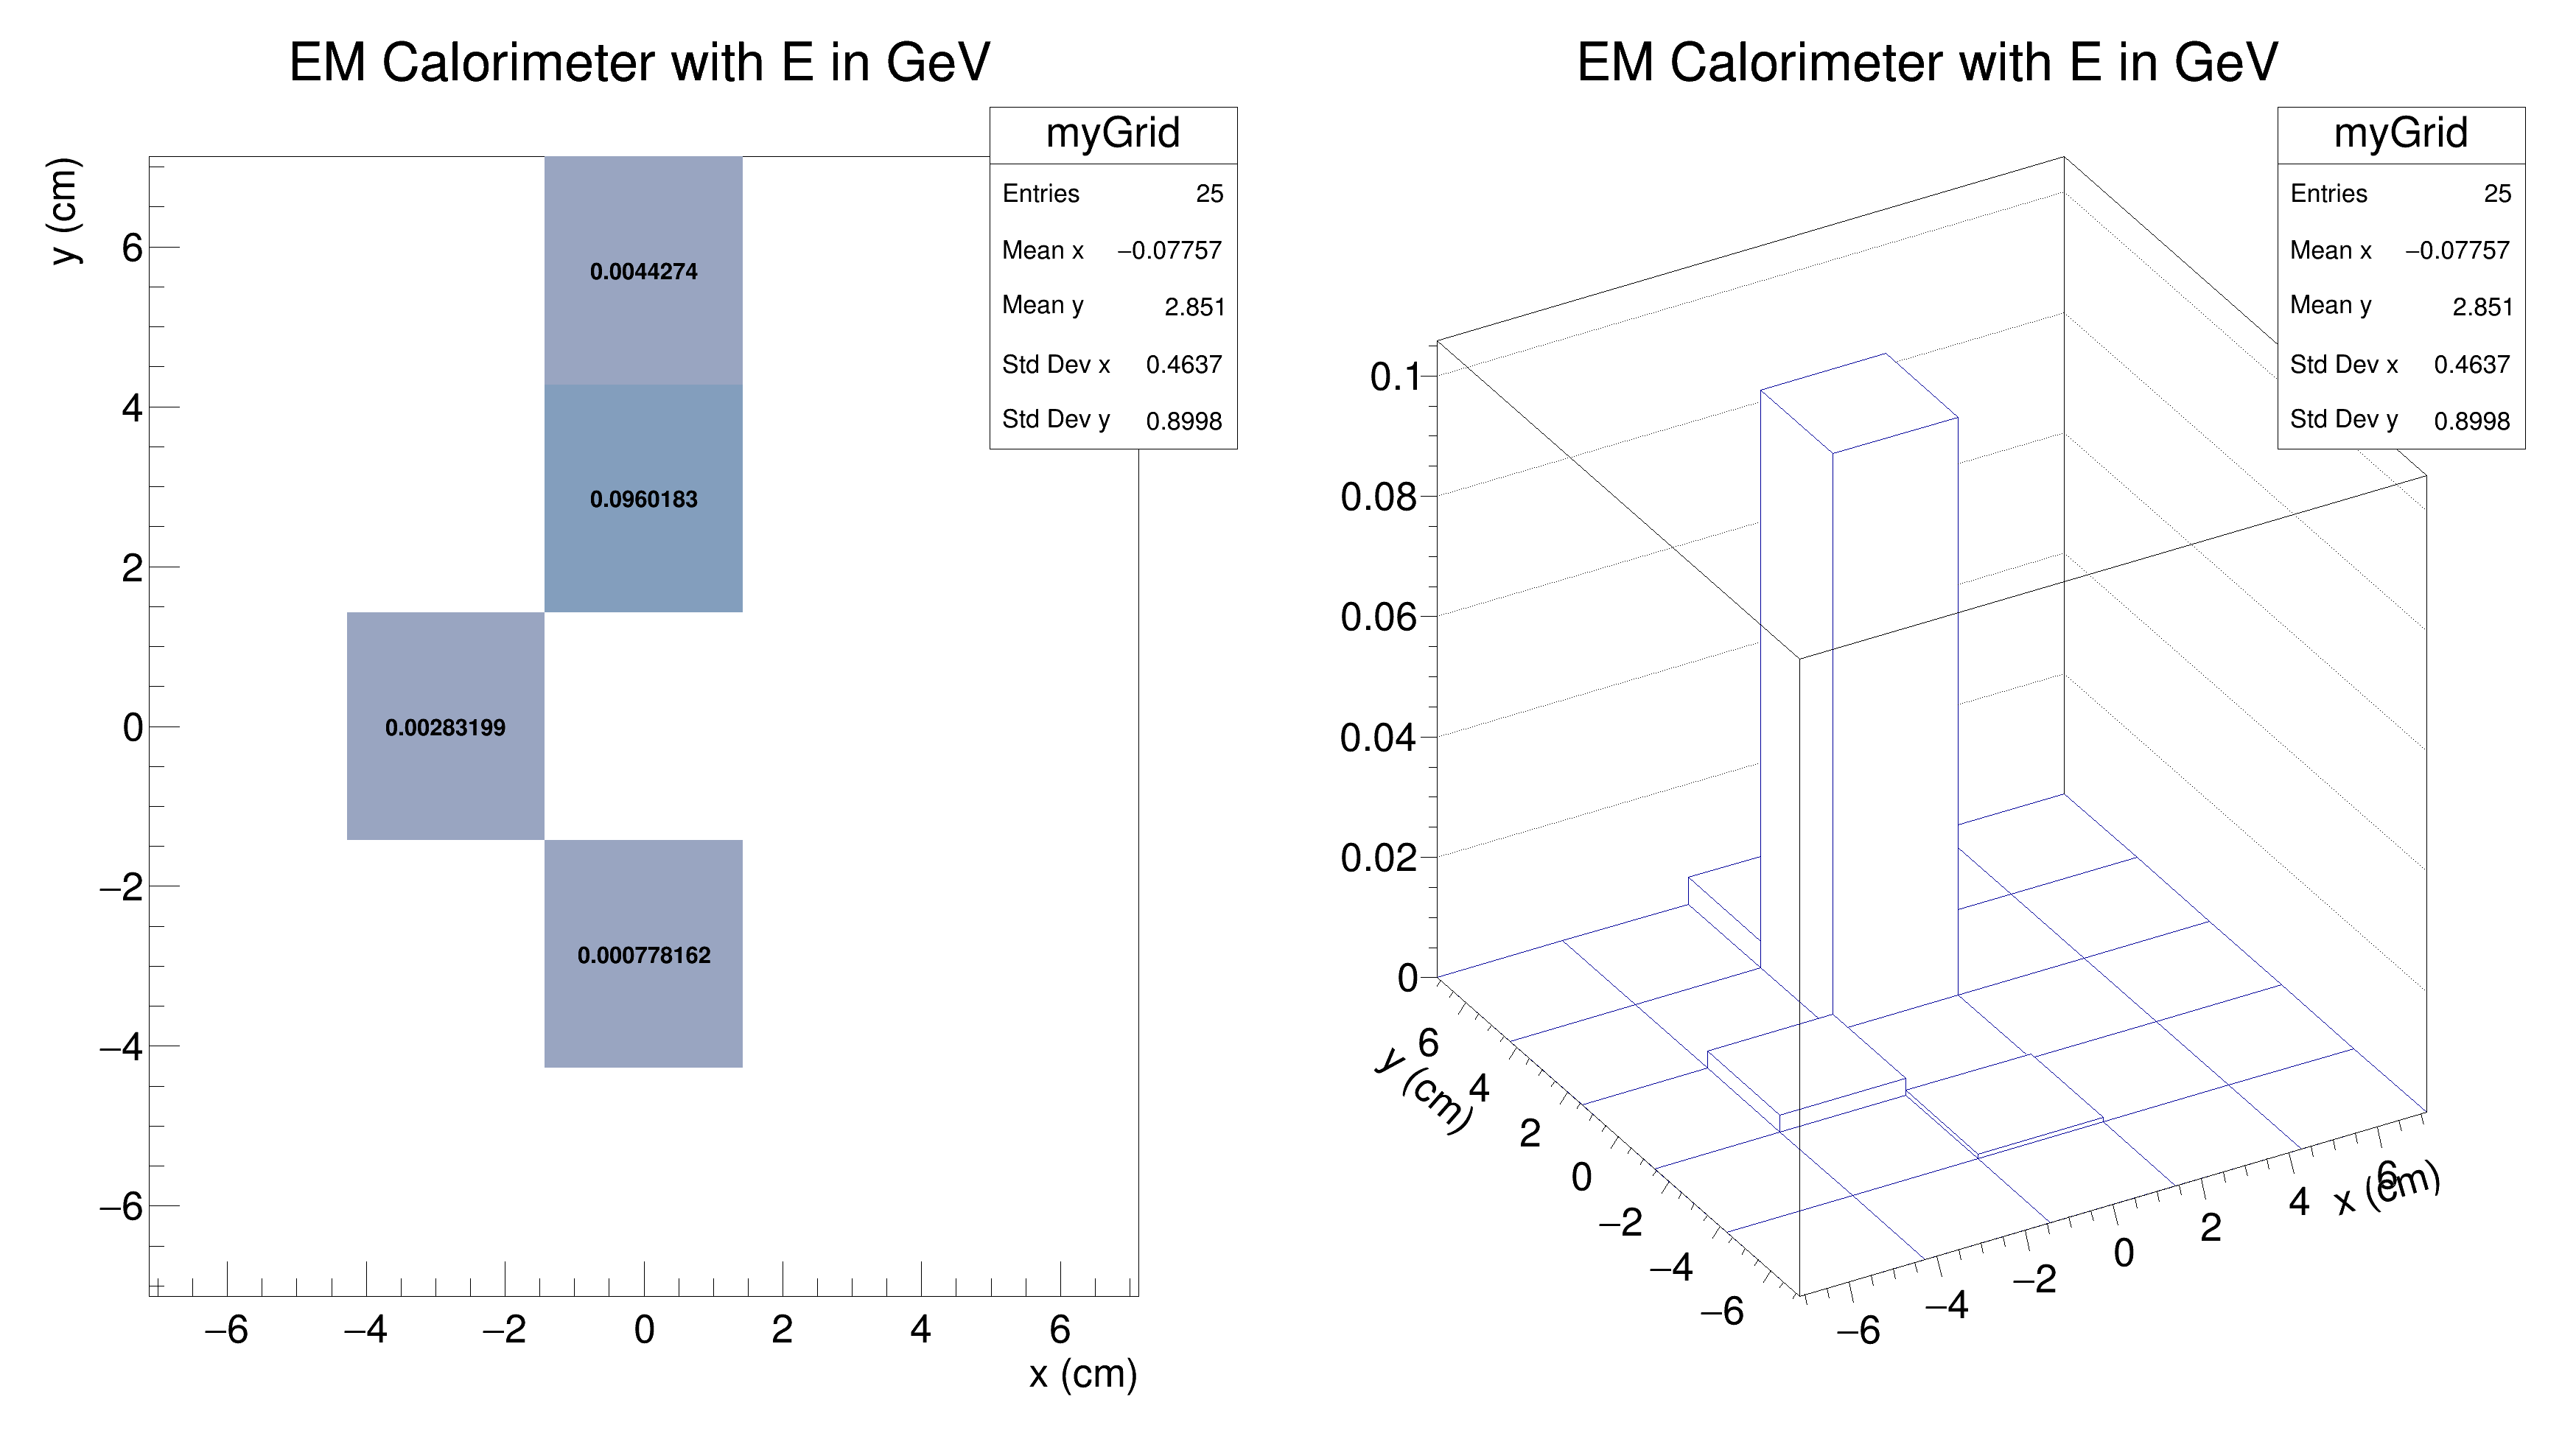 EM Calorimeter with E in GeV
myGrid
Entries 25
Mean x −0.07757
Mean y 2.851
Std Dev x 0.4637
Std Dev y 0.8998
y (cm)
6
4
2
0
−2
−4
−6
0.0044274
0.0960183
0.00283199
0.000778162
−6 −4 −2 0 2 4 6
x (cm)
EM Calorimeter with E in GeV
myGrid
Entries 25
Mean x −0.07757
Mean y 2.851
Std Dev x 0.4637
Std Dev y 0.8998
0.1
0.08
0.06
0.04
0.02
0
6
4
2
0
−2
−4
−6
y (cm)
−6 −4 −2 0 2 4 6
x (cm)